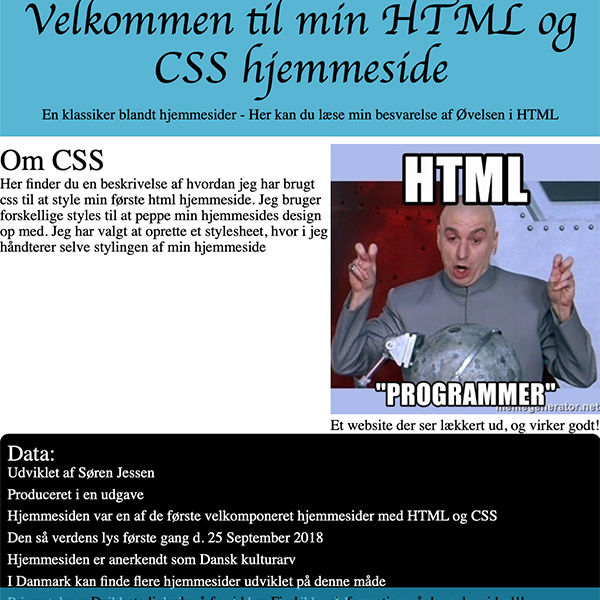 Velkommen til min HTML og
CSS hjemmeside
En klassiker blandt hjemmesider - Her kan du læse min besvarelse af Øvelsen i HTML
Om CSS
Her finder du en beskrivelse af hvordan jeg har brugt
css til at style min første html hjemmeside. Jeg bruger
forskellige styles til at peppe min hjemmesides design
op med. Jeg har valgt at oprette et stylesheet, hvor i jeg
håndterer selve stylingen af min hjemmeside
HTML
"PROGRAMMER"
memegenerator.net
Et website der ser lækkert ud, og virker godt!
Data:
Udviklet af Søren Jessen
Produceret i en udgave
Hjemmesiden var en af de første velkomponeret hjemmesider med HTML og CSS
Den så verdens lys første gang d. 25 September 2018
Hjemmesiden er anerkendt som Dansk kulturarv
I Danmark kan finde flere hjemmesider udviklet på denne måde